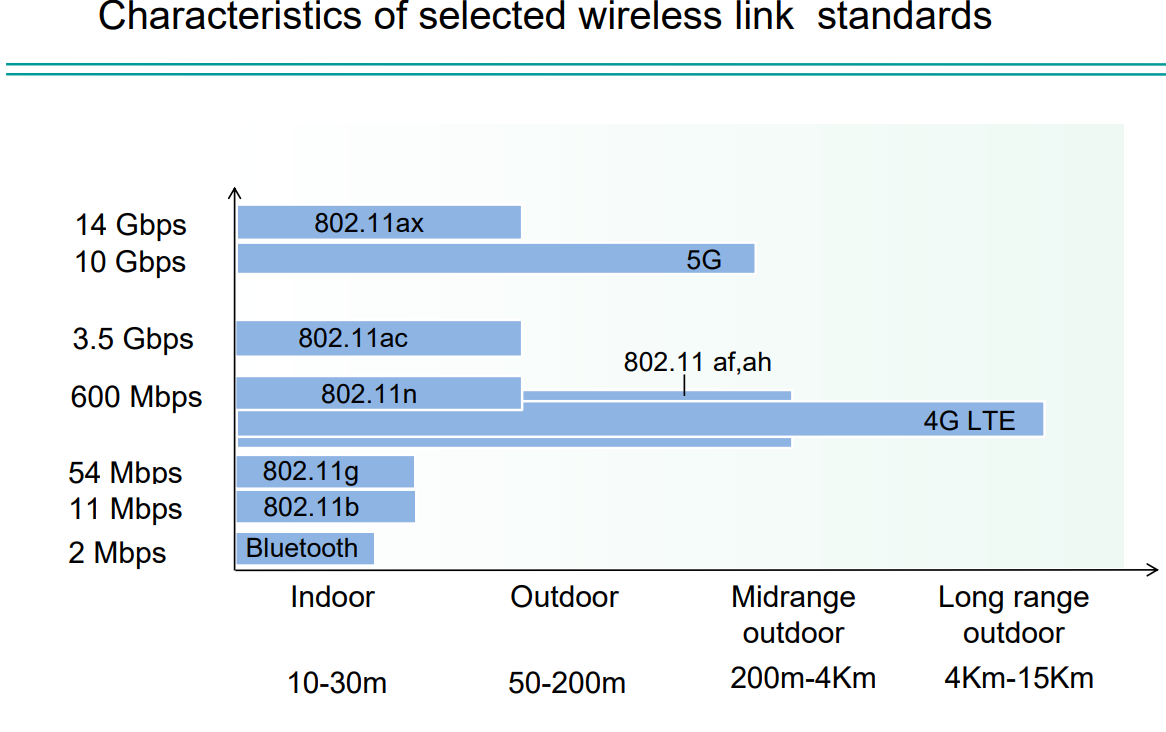 Characteristics of selected wireless link  standards
14 Gbps
802.11ax
10 Gbps
5G
3.5 Gbps
802.11ac
802.11 af,ah
600 Mbps
802.11n
4G LTE
54 Mbps
802.11g
11 Mbps
802.11b
2 Mbps
Bluetooth
Indoor
Outdoor
Midrange
outdoor
Long range
outdoor
10-30m
50-200m
200m-4Km
4Km-15Km